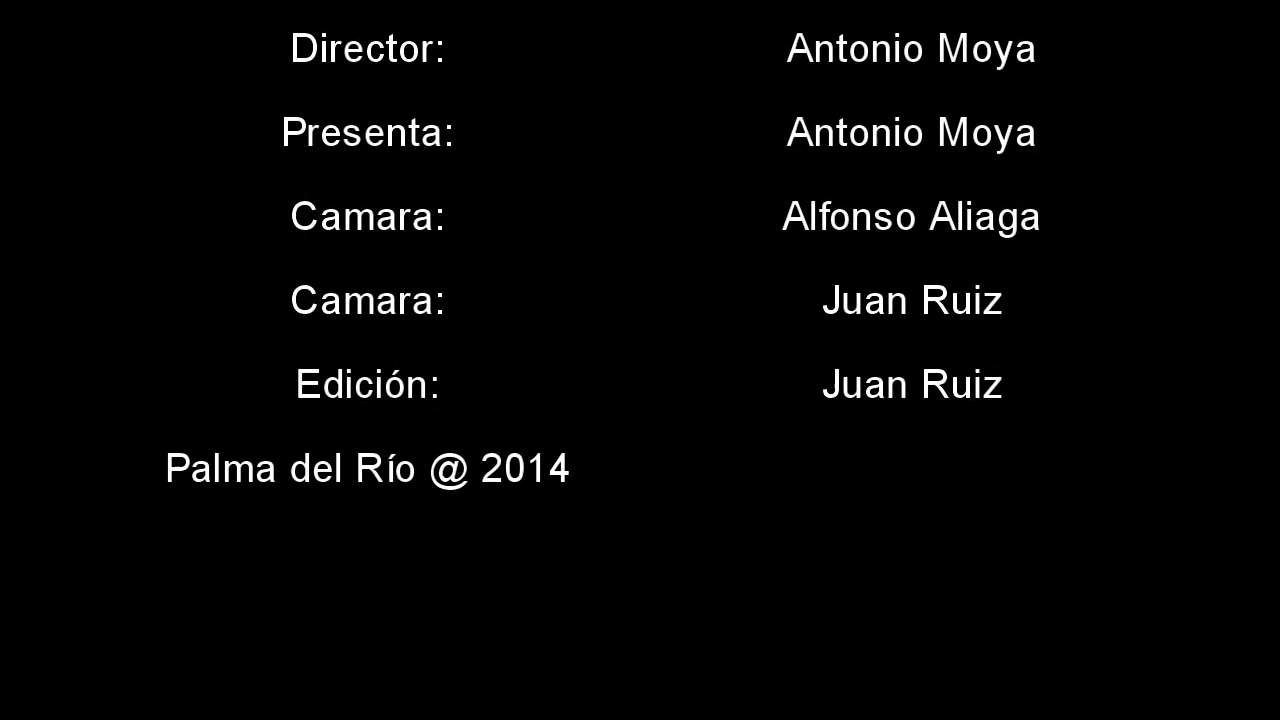 Director: Antonio Moya
Presenta: Antonio Moya
Camara: Alfonso Aliaga
Camara: Juan Ruiz
Edición: Juan Ruiz
Palma del Río @ 2014